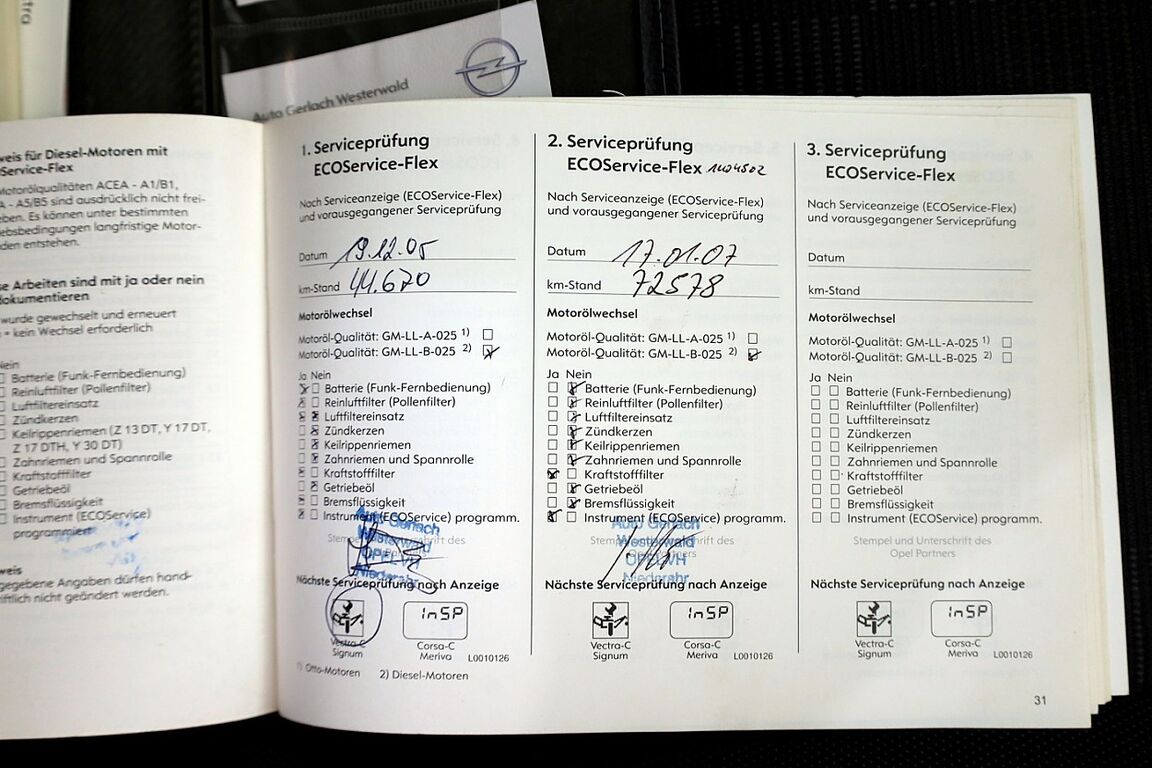 Auto Gerlach Westerwald
weis für Diesel-Motoren mit
Service-Flex
Motorölqualitäten ACEA - A1/B1,
A - A5/B5 sind ausdrücklich nicht frei-
eben. Es können unter bestimmten
ebsbedingungen langfristige Motor-
den entstehen.
se Arbeiten sind mit ja oder nein
dokumentieren
wurde gewechselt und erneuert
= kein Wechsel erforderlich
Nein
Batterie (Funk-Fernbedienung)
Reinluftfilter (Pollenfilter)
Luftfiltereinsatz
Zündkerzen
Keilrippenriemen (Z 13 DT, Y 17 DT,
Z 17 DTH, Y 30 DT)
Zahnriemen und Spannrolle
Kraftstofffilter
Getriebeöl
Bremsflüssigkeit
Instrument (ECOService)
programmiert
weis
gegebene Angaben dürfen hand-
riftlich nicht geändert werden.
1. Serviceprüfung
ECOService-Flex
Nach Serviceanzeige (ECOService-Flex)
und vorausgegangener Serviceprüfung
Datum 19.12.05
km-Stand 44.670
Motorölwechsel
Motoröl-Qualität: GM-LL-A-025 1)
Motoröl-Qualität: GM-LL-B-025 2)
Ja Nein
Batterie (Funk-Fernbedienung)
Reinluftfilter (Pollenfilter)
Luftfiltereinsatz
Zündkerzen
Keilrippenriemen
Zahnriemen und Spannrolle
Kraftstofffilter
Getriebeöl
Bremsflüssigkeit
Instrument (ECOService) programm.
Auto Gerlach
Westerwald
OPEL VH
Niederahr
Nächste Serviceprüfung nach Anzeige
InSP
Vectra-C
Signum
Corsa-C
Meriva
L0010126
1) Otto-Motoren 2) Diesel-Motoren
2. Serviceprüfung
ECOService-Flex
Nach Serviceanzeige (ECOService-Flex)
und vorausgegangener Serviceprüfung
Datum 17.01.07
km-Stand 72578
Motorölwechsel
Motoröl-Qualität: GM-LL-A-025 1)
Motoröl-Qualität: GM-LL-B-025 2)
Ja Nein
Batterie (Funk-Fernbedienung)
Reinluftfilter (Pollenfilter)
Luftfiltereinsatz
Zündkerzen
Keilrippenriemen
Zahnriemen und Spannrolle
Kraftstofffilter
Getriebeöl
Bremsflüssigkeit
Instrument (ECOService) programm.
Auto Gerlach
Westerwald
OPEL VH
Niederahr
Nächste Serviceprüfung nach Anzeige
InSP
Vectra-C
Signum
Corsa-C
Meriva
L0010126
3. Serviceprüfung
ECOService-Flex
Nach Serviceanzeige (ECOService-Flex)
und vorausgegangener Serviceprüfung
Datum
km-Stand
Motorölwechsel
Motoröl-Qualität: GM-LL-A-025 1)
Motoröl-Qualität: GM-LL-B-025 2)
Ja Nein
Batterie (Funk-Fernbedienung)
Reinluftfilter (Pollenfilter)
Luftfiltereinsatz
Zündkerzen
Keilrippenriemen
Zahnriemen und Spannrolle
Kraftstofffilter
Getriebeöl
Bremsflüssigkeit
Instrument (ECOService) programm.
Stempel und Unterschrift des
Opel Partners
Nächste Serviceprüfung nach Anzeige
InSP
Vectra-C
Signum
Corsa-C
Meriva
L0010126
31